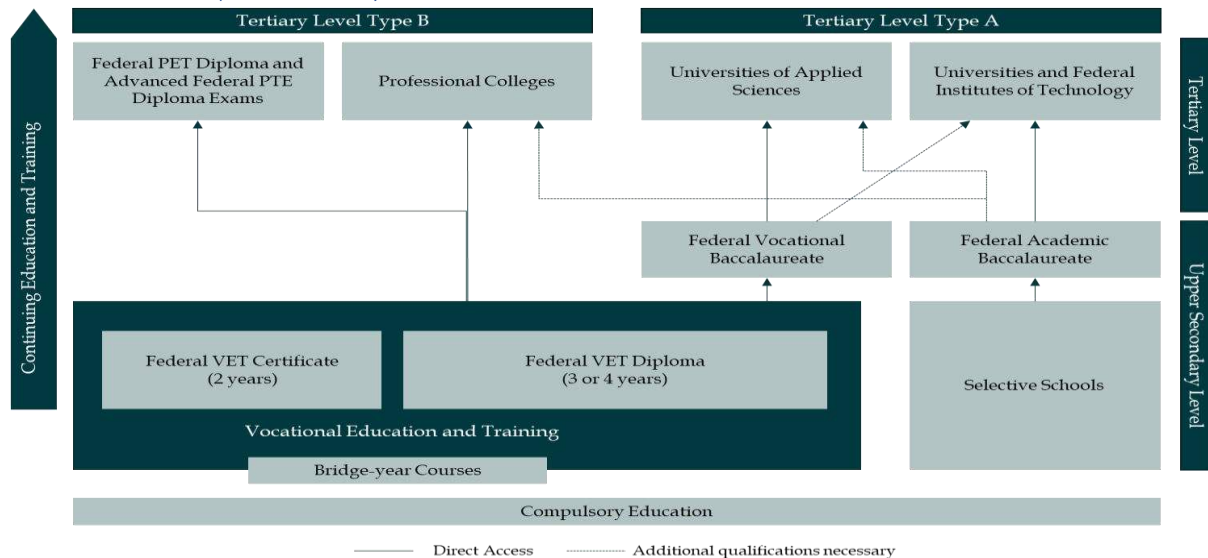 Tertiary Level Type B
Tertiary Level Type A
Federal PET Diploma and
Advanced Federal PTE
Diploma Exams
Professional Colleges
Universities of Applied
Sciences
Universities and Federal
Institutes of Technology
Continuing Education and Training
Tertiary Level
Federal Vocational
Baccalaureate
Federal Academic
Baccalaureate
Upper Secondary Level
Federal VET Certificate
(2 years)
Federal VET Diploma
(3 or 4 years)
Selective Schools
Vocational Education and Training
Bridge-year Courses
Compulsory Education
Direct Access
Additional qualifications necessary